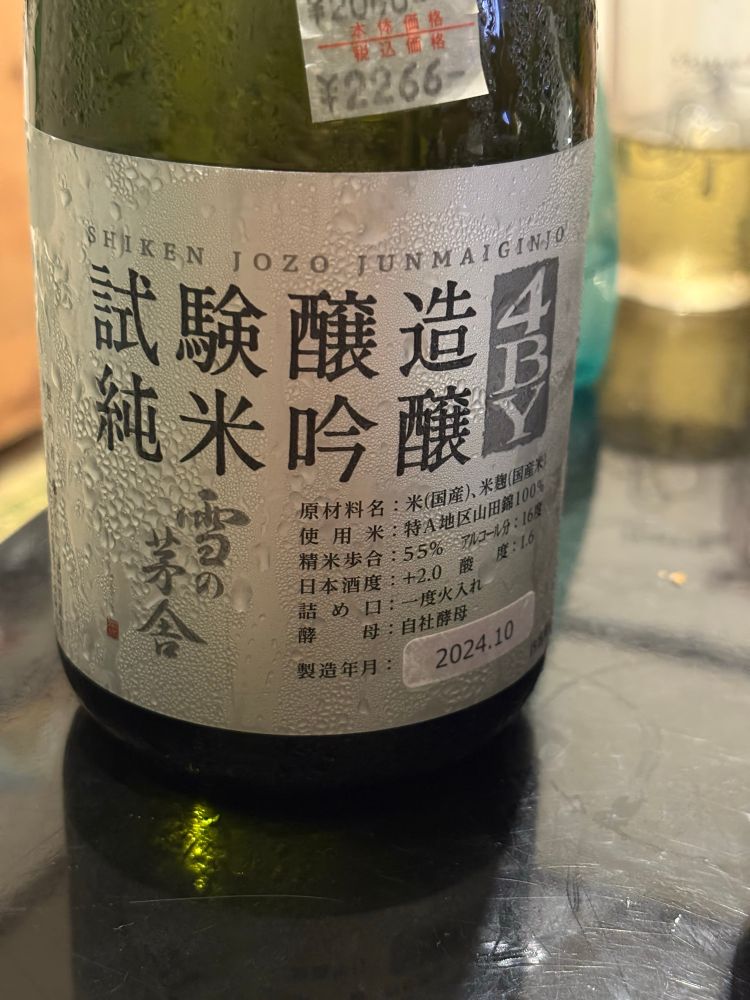 本体価格
税込価格
¥2266-
SHIKEN JOZO JUNMAIGINJO
試験醸造
純米吟醸
4BY
雪の茅舎
原材料名：米(国産)、米麹(国産米)
使用米：特A地区山田錦100%
精米歩合：55% アルコール分：16度
日本酒度：+2.0 酸度：1.6
詰め口：一度火入れ
酵母：自社酵母
製造年月：2024.10